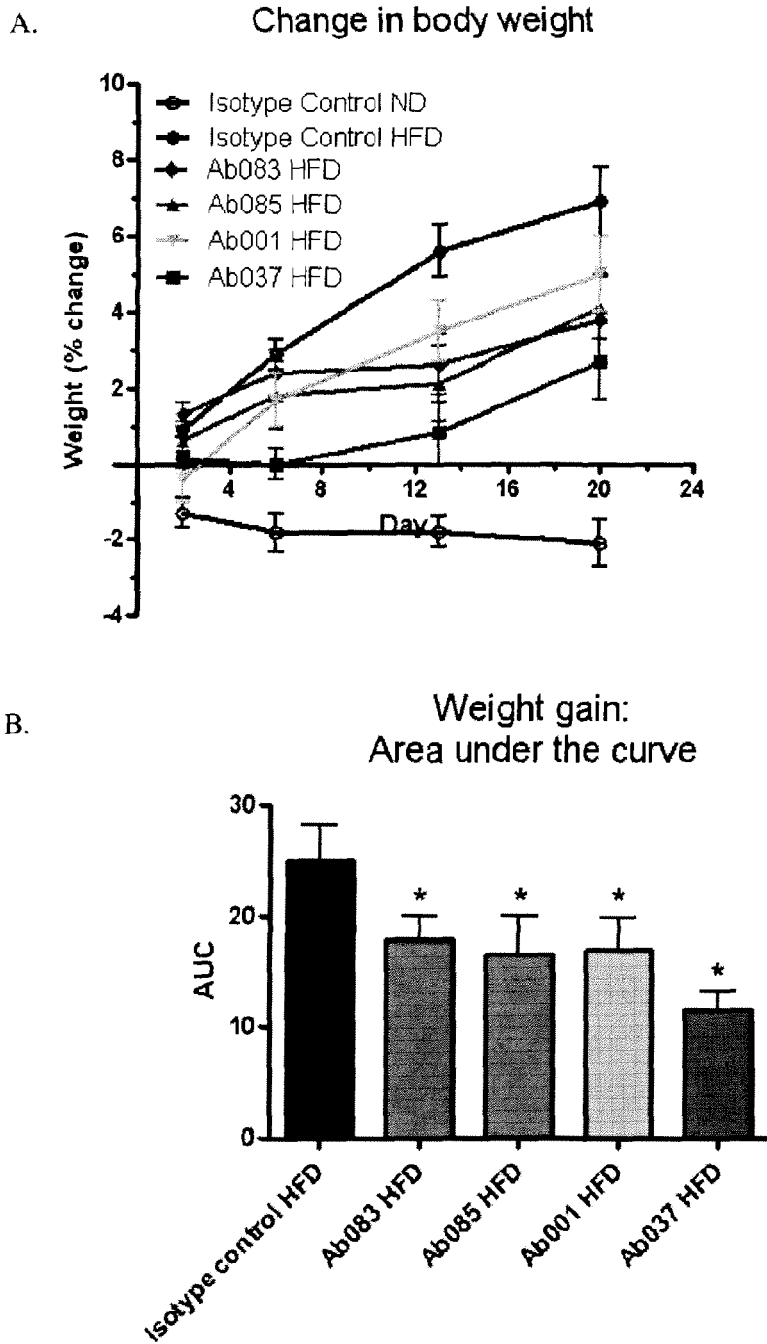 A.
Change in body weight
10
8
6
4
2
-2
-4
Weight (% change)
Isotype Control ND
Isotype Control HFD
Ab083 HFD
Ab085 HFD
Ab001 HFD
Ab037 HFD
4 8 12 16 20 24
Day
B.
Weight gain:
Area under the curve
30
20
10
0
AUC
* * * *
Isotype control HFD
Ab083 HFD
Ab085 HFD
Ab001 HFD
Ab037 HFD